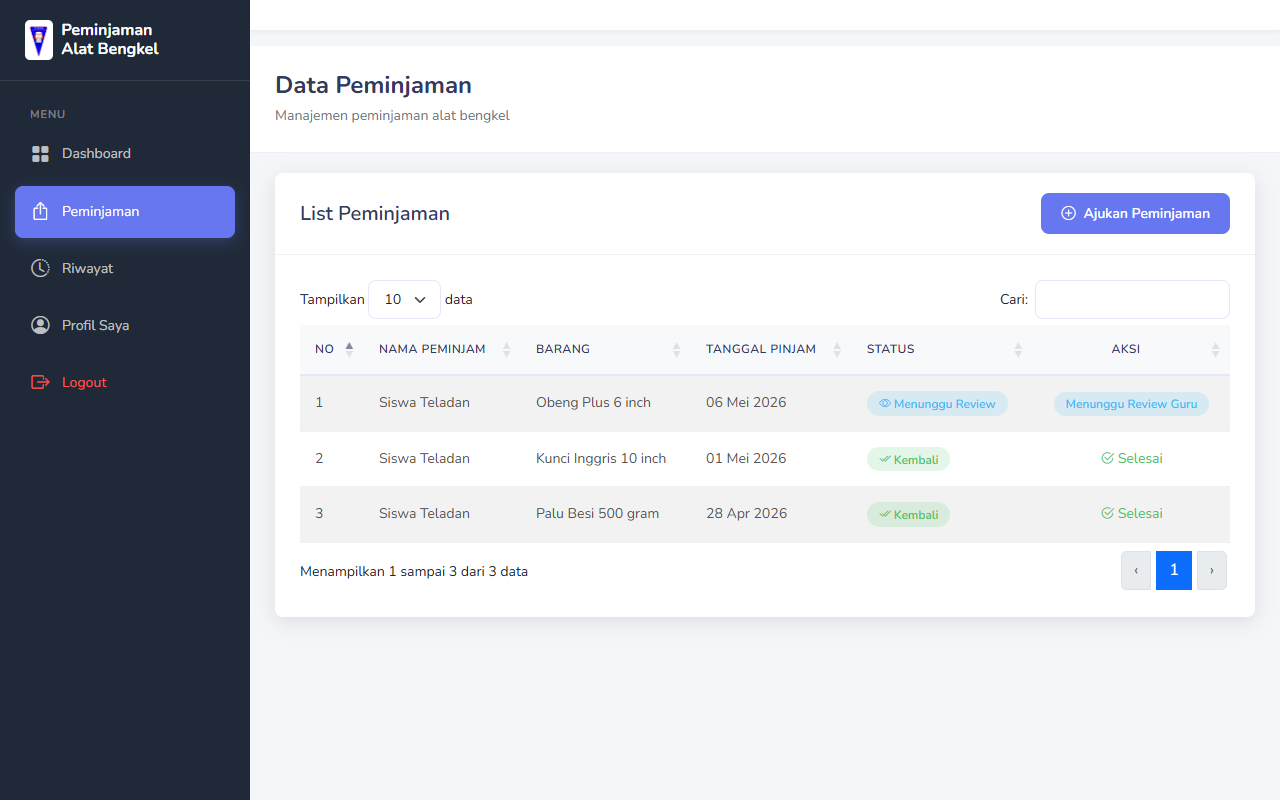 Peminjaman
Alat Bengkel
MENU
Dashboard
Peminjaman
Riwayat
Profil Saya
Logout
Data Peminjaman
Manajemen peminjaman alat bengkel
List Peminjaman
Ajukan Peminjaman
Tampilkan 10 data
Cari:
NO NAMA PEMINJAM BARANG TANGGAL PINJAM STATUS AKSI
1 Siswa Teladan Obeng Plus 6 inch 06 Mei 2026 Menunggu Review Menunggu Review Guru
2 Siswa Teladan Kunci Inggris 10 inch 01 Mei 2026 Kembali Selesai
3 Siswa Teladan Palu Besi 500 gram 28 Apr 2026 Kembali Selesai
Menampilkan 1 sampai 3 dari 3 data
‹ 1 ›